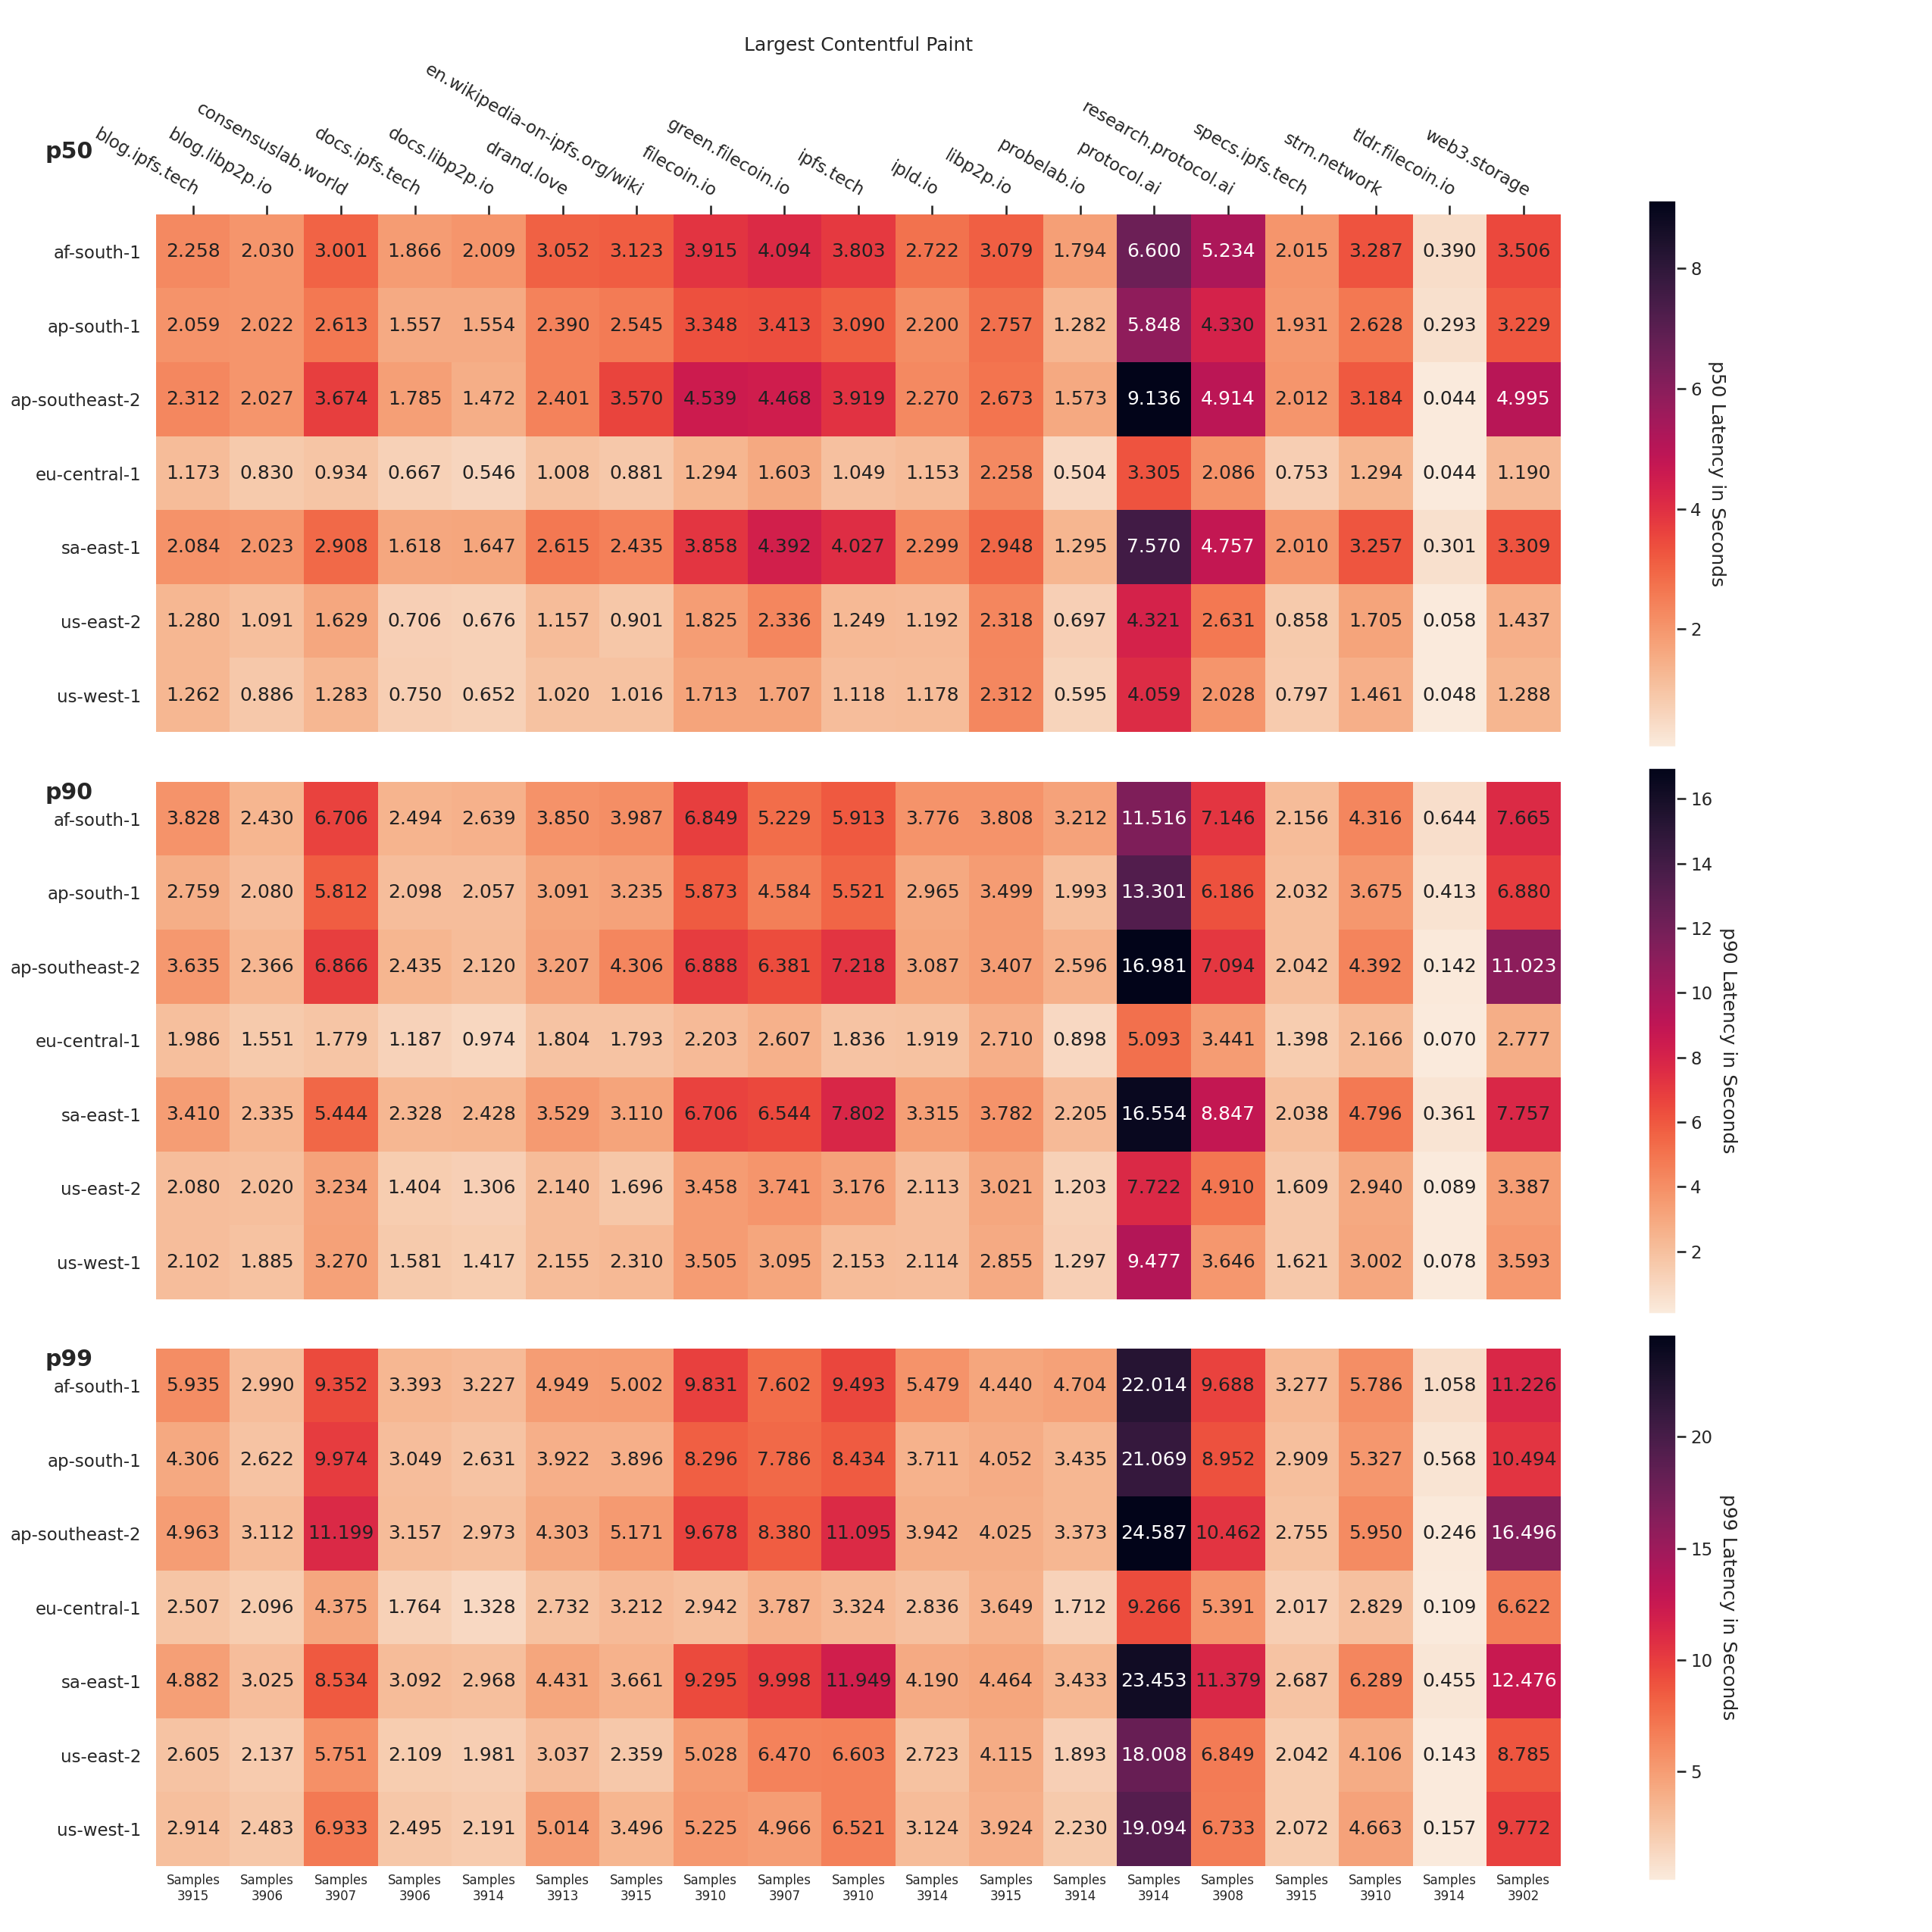 Largest Contentful Paint
p50
blog.ipfs.tech
blog.libp2p.io
consensuslab.world
docs.ipfs.tech
docs.libp2p.io
drand.love
en.wikipedia-on-ipfs.org/wiki
filecoin.io
green.filecoin.io
ipfs.tech
ipld.io
libp2p.io
probelab.io
protocol.ai
research.protocol.ai
specs.ipfs.tech
strn.network
tldr.filecoin.io
web3.storage
af-south-1 2.258 2.030 3.001 1.866 2.009 3.052 3.123 3.915 4.094 3.803 2.722 3.079 1.794 6.600 5.234 2.015 3.287 0.390 3.506
ap-south-1 2.059 2.022 2.613 1.557 1.554 2.390 2.545 3.348 3.413 3.090 2.200 2.757 1.282 5.848 4.330 1.931 2.628 0.293 3.229
ap-southeast-2 2.312 2.027 3.674 1.785 1.472 2.401 3.570 4.539 4.468 3.919 2.270 2.673 1.573 9.136 4.914 2.012 3.184 0.044 4.995
eu-central-1 1.173 0.830 0.934 0.667 0.546 1.008 0.881 1.294 1.603 1.049 1.153 2.258 0.504 3.305 2.086 0.753 1.294 0.044 1.190
sa-east-1 2.084 2.023 2.908 1.618 1.647 2.615 2.435 3.858 4.392 4.027 2.299 2.948 1.295 7.570 4.757 2.010 3.257 0.301 3.309
us-east-2 1.280 1.091 1.629 0.706 0.676 1.157 0.901 1.825 2.336 1.249 1.192 2.318 0.697 4.321 2.631 0.858 1.705 0.058 1.437
us-west-1 1.262 0.886 1.283 0.750 0.652 1.020 1.016 1.713 1.707 1.118 1.178 2.312 0.595 4.059 2.028 0.797 1.461 0.048 1.288
8
6
4
2
p50 Latency in Seconds
p90
af-south-1 3.828 2.430 6.706 2.494 2.639 3.850 3.987 6.849 5.229 5.913 3.776 3.808 3.212 11.516 7.146 2.156 4.316 0.644 7.665
ap-south-1 2.759 2.080 5.812 2.098 2.057 3.091 3.235 5.873 4.584 5.521 2.965 3.499 1.993 13.301 6.186 2.032 3.675 0.413 6.880
ap-southeast-2 3.635 2.366 6.866 2.435 2.120 3.207 4.306 6.888 6.381 7.218 3.087 3.407 2.596 16.981 7.094 2.042 4.392 0.142 11.023
eu-central-1 1.986 1.551 1.779 1.187 0.974 1.804 1.793 2.203 2.607 1.836 1.919 2.710 0.898 5.093 3.441 1.398 2.166 0.070 2.777
sa-east-1 3.410 2.335 5.444 2.328 2.428 3.529 3.110 6.706 6.544 7.802 3.315 3.782 2.205 16.554 8.847 2.038 4.796 0.361 7.757
us-east-2 2.080 2.020 3.234 1.404 1.306 2.140 1.696 3.458 3.741 3.176 2.113 3.021 1.203 7.722 4.910 1.609 2.940 0.089 3.387
us-west-1 2.102 1.885 3.270 1.581 1.417 2.155 2.310 3.505 3.095 2.153 2.114 2.855 1.297 9.477 3.646 1.621 3.002 0.078 3.593
16
14
12
10
8
6
4
2
p90 Latency in Seconds
p99
af-south-1 5.935 2.990 9.352 3.393 3.227 4.949 5.002 9.831 7.602 9.493 5.479 4.440 4.704 22.014 9.688 3.277 5.786 1.058 11.226
ap-south-1 4.306 2.622 9.974 3.049 2.631 3.922 3.896 8.296 7.786 8.434 3.711 4.052 3.435 21.069 8.952 2.909 5.327 0.568 10.494
ap-southeast-2 4.963 3.112 11.199 3.157 2.973 4.303 5.171 9.678 8.380 11.095 3.942 4.025 3.373 24.587 10.462 2.755 5.950 0.246 16.496
eu-central-1 2.507 2.096 4.375 1.764 1.328 2.732 3.212 2.942 3.787 3.324 2.836 3.649 1.712 9.266 5.391 2.017 2.829 0.109 6.622
sa-east-1 4.882 3.025 8.534 3.092 2.968 4.431 3.661 9.295 9.998 11.949 4.190 4.464 3.433 23.453 11.379 2.687 6.289 0.455 12.476
us-east-2 2.605 2.137 5.751 2.109 1.981 3.037 2.359 5.028 6.470 6.603 2.723 4.115 1.893 18.008 6.849 2.042 4.106 0.143 8.785
us-west-1 2.914 2.483 6.933 2.495 2.191 5.014 3.496 5.225 4.966 6.521 3.124 3.924 2.230 19.094 6.733 2.072 4.663 0.157 9.772
20
15
10
5
p99 Latency in Seconds
Samples Samples Samples Samples Samples Samples Samples Samples Samples Samples Samples Samples Samples Samples Samples Samples Samples Samples Samples
3915 3906 3907 3906 3914 3913 3915 3910 3907 3910 3914 3915 3914 3914 3908 3915 3910 3914 3902